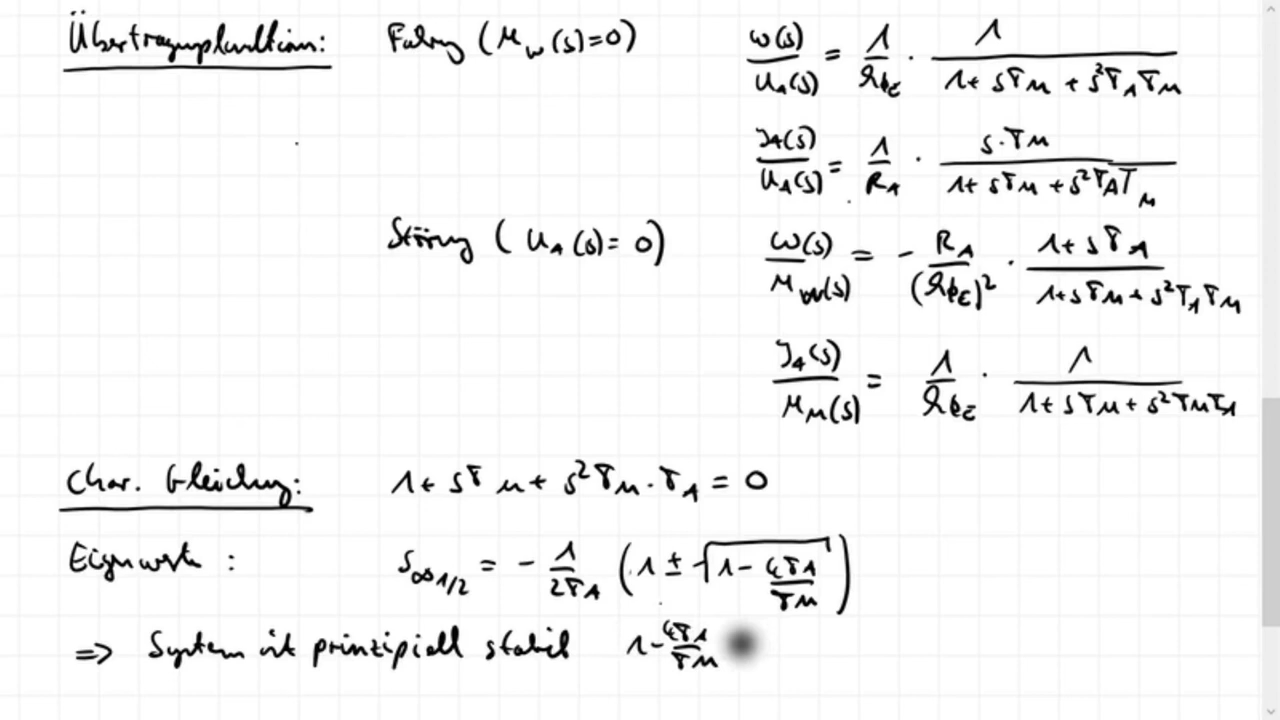 Übertragungsfunktion: Führung (M_W(s)=0) ω(s)/U_A(s) = 1/(kϕ_E) · 1/(1+sT_M+s²T_AT_M)
I_A(s)/U_A(s) = 1/R_A · s·T_M/(1+sT_M+s²T_AT_M)
Störung (U_A(s)=0) ω(s)/M_W(s) = -R_A/(kϕ_E)² · (1+sT_A)/(1+sT_M+s²T_AT_M)
I_A(s)/M_M(s) = 1/(kϕ_E) · 1/(1+sT_M+s²T_MT_A)
Char. Gleichung: 1+sT_M+s²T_M·T_A = 0
Eigenwerte: s_∞1/2 = -1/(2T_A) (1±√(1-4T_A/T_M))
=> System ist prinzipiell stabil 1-4T_A/T_M